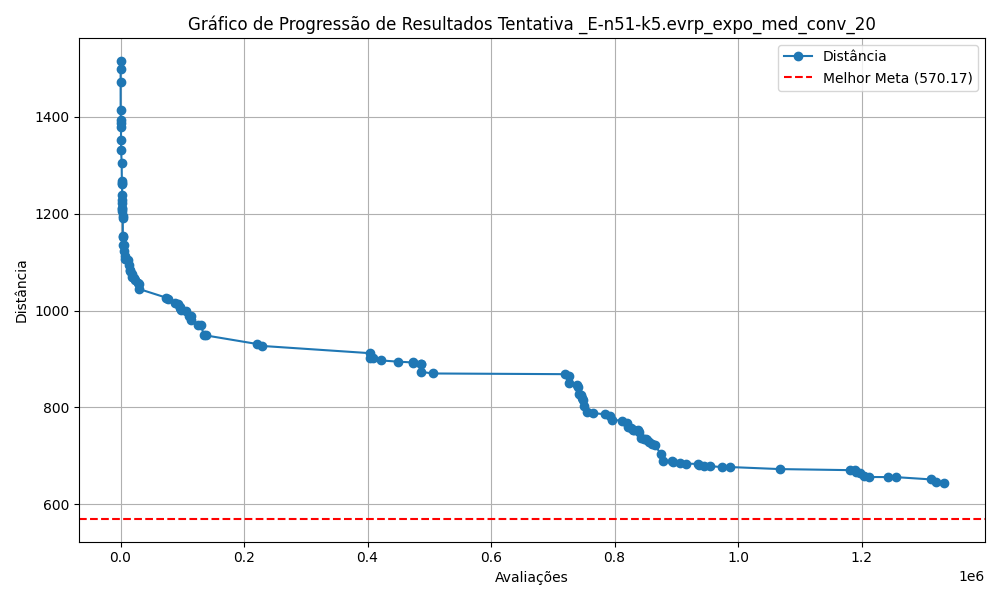 Gráfico de Progressão de Resultados Tentativa _E-n51-k5.evrp_expo_med_conv_20
Distância
Melhor Meta (570.17)
1400
1200
1000
800
600
Distância
0.0 0.2 0.4 0.6 0.8 1.0 1.2
1e6
Avaliações